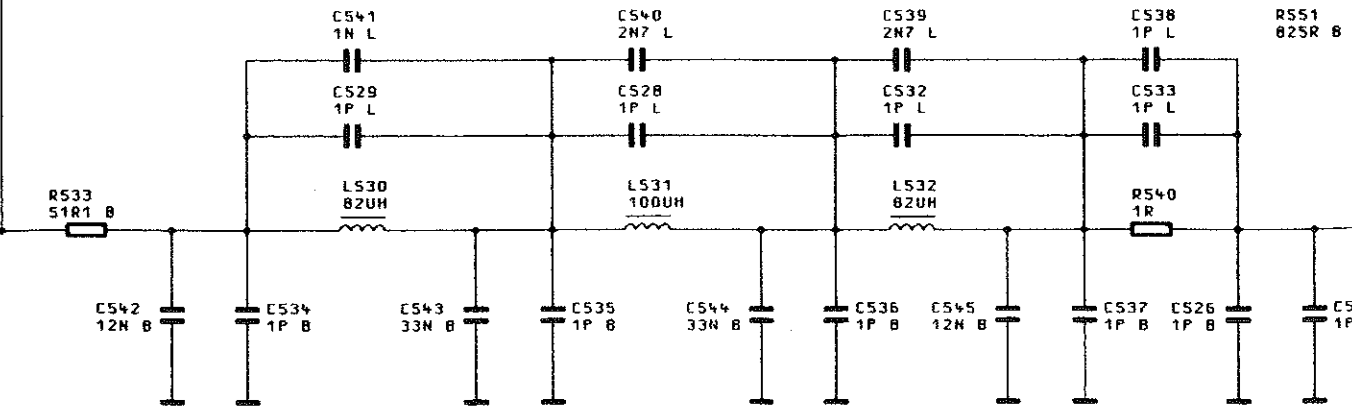 C541
1N L
C540
2N7 L
C539
2N7 L
C538
1P L
R551
825R B
C529
1P L
C528
1P L
C532
1P L
C533
1P L
R533
51R1 B
L530
82UH
L531
100UH
L532
82UH
R540
1R
C542
12N B
C534
1P B
C543
33N B
C535
1P B
C544
33N B
C536
1P B
C545
12N B
C537
1P B
C526
1P B
C5
1P